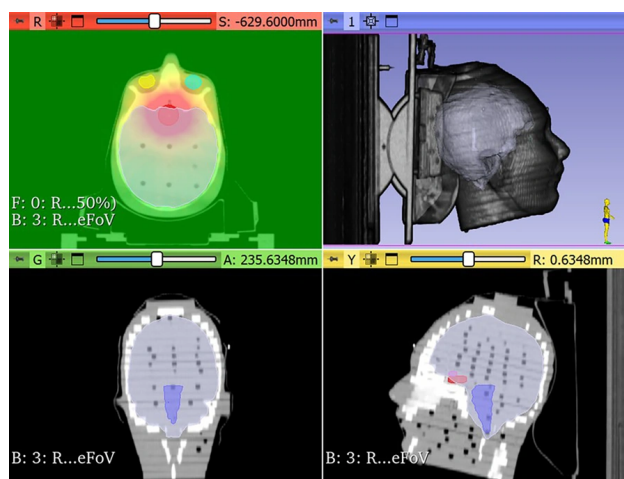 R
S: -629.6000mm
1
F: 0: R...50%)
B: 3: R...eFoV
G
A: 235.6348mm
Y
R: 0.6348mm
B: 3: R...eFoV
B: 3: R...eFoV